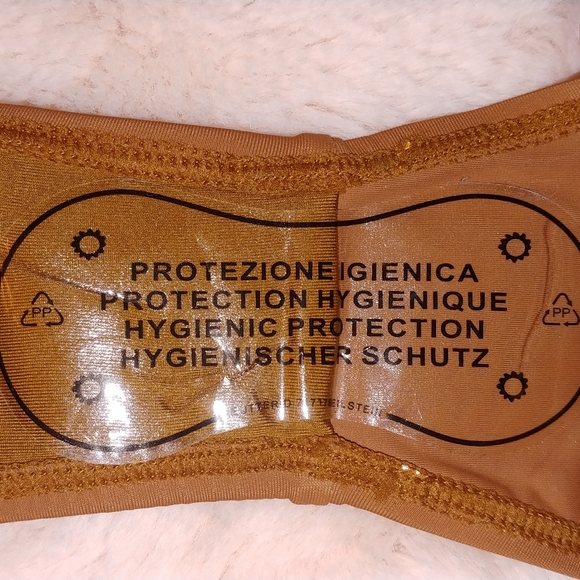 PROTEZIONE IGIENICA
PROTECTION HYGIENIQUE
HYGIENIC PROTECTION
HYGIENISCHER SCHUTZ
PP
PP